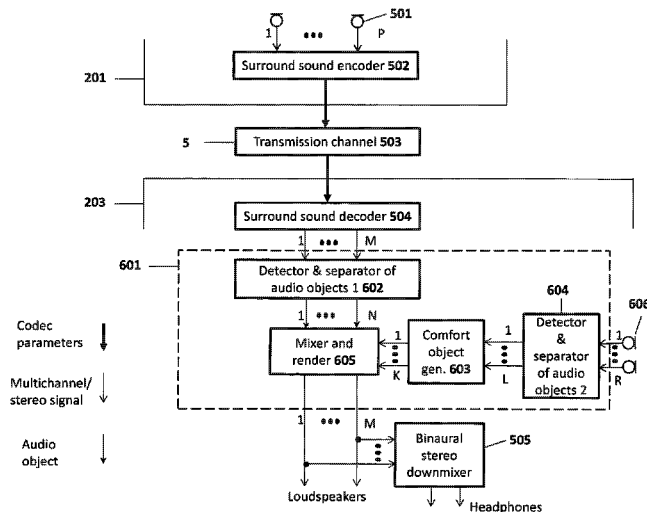 501
1 ••• P
Surround sound encoder 502
201
5
Transmission channel 503
203
Surround sound decoder 504
1 ••• M
601
Detector & separator of
audio objects 1 602
604
606
1 ••• N
Codec
parameters
Mixer and
render 605
1
K
Comfort
object
gen. 603
1
L
Detector
&
separator
of audio
objects 2
1
R
Multichannel/
stereo signal
1 ••• M
Audio
object
Binaural
stereo
downmixer
505
Loudspeakers
Headphones